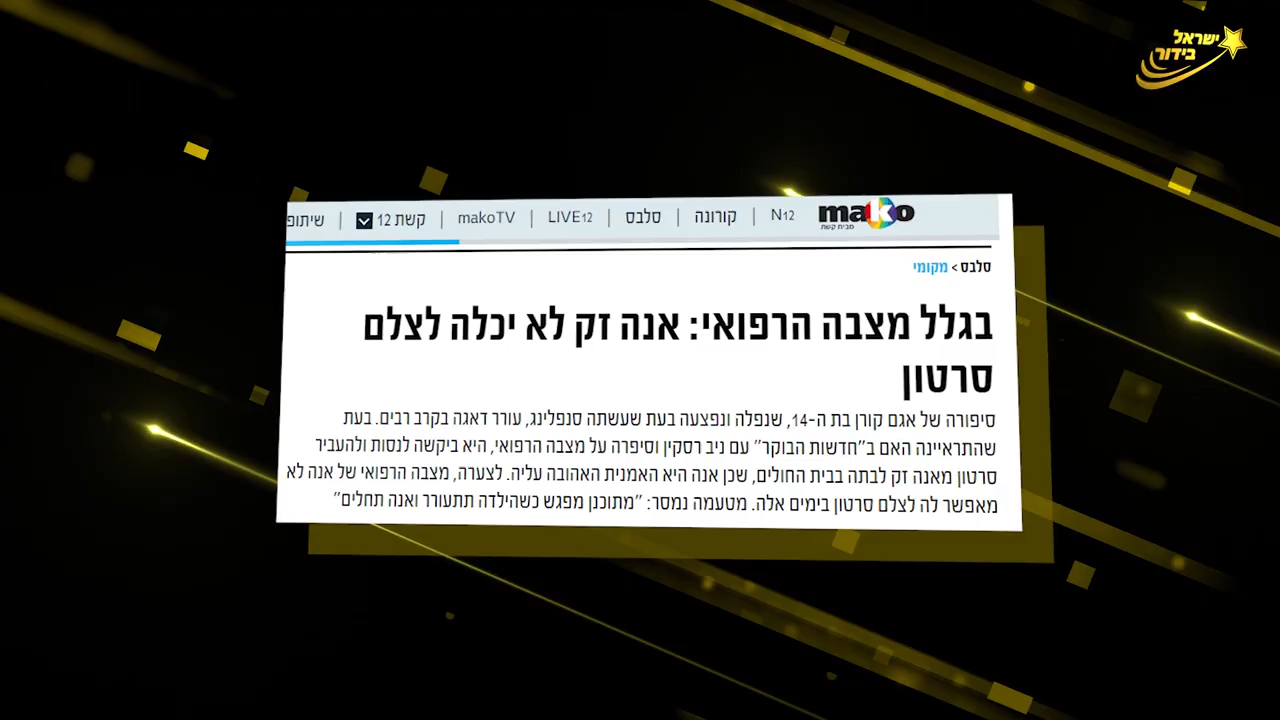 ישראל
בידור
mako
מבית קשת
N12 | קורונה | סלבס | LIVE12 | makoTV | קשת 12 | שיתופ
סלבס > מקומי
בגלל מצבה הרפואי: אנה זק לא יכלה לצלם
סרטון
סיפורה של אגם קורן בת ה-14, שנפלה ונפצעה בעת שעשתה סנפלינג, עורר דאגה בקרב רבים. בעת
שהתראיינה האם ב"חדשות הבוקר" עם ניב רסקין וסיפרה על מצבה הרפואי, היא ביקשה לנסות ולהעביר
סרטון מאנה זק לבתה בבית החולים, שכן אנה היא האמנית האהובה עליה. לצערה, מצבה הרפואי של אנה לא
מאפשר לה לצלם סרטון בימים אלה. מטעמה נמסר: "מתוכנן מפגש כשהילדה תתעורר ואנה תחלים"